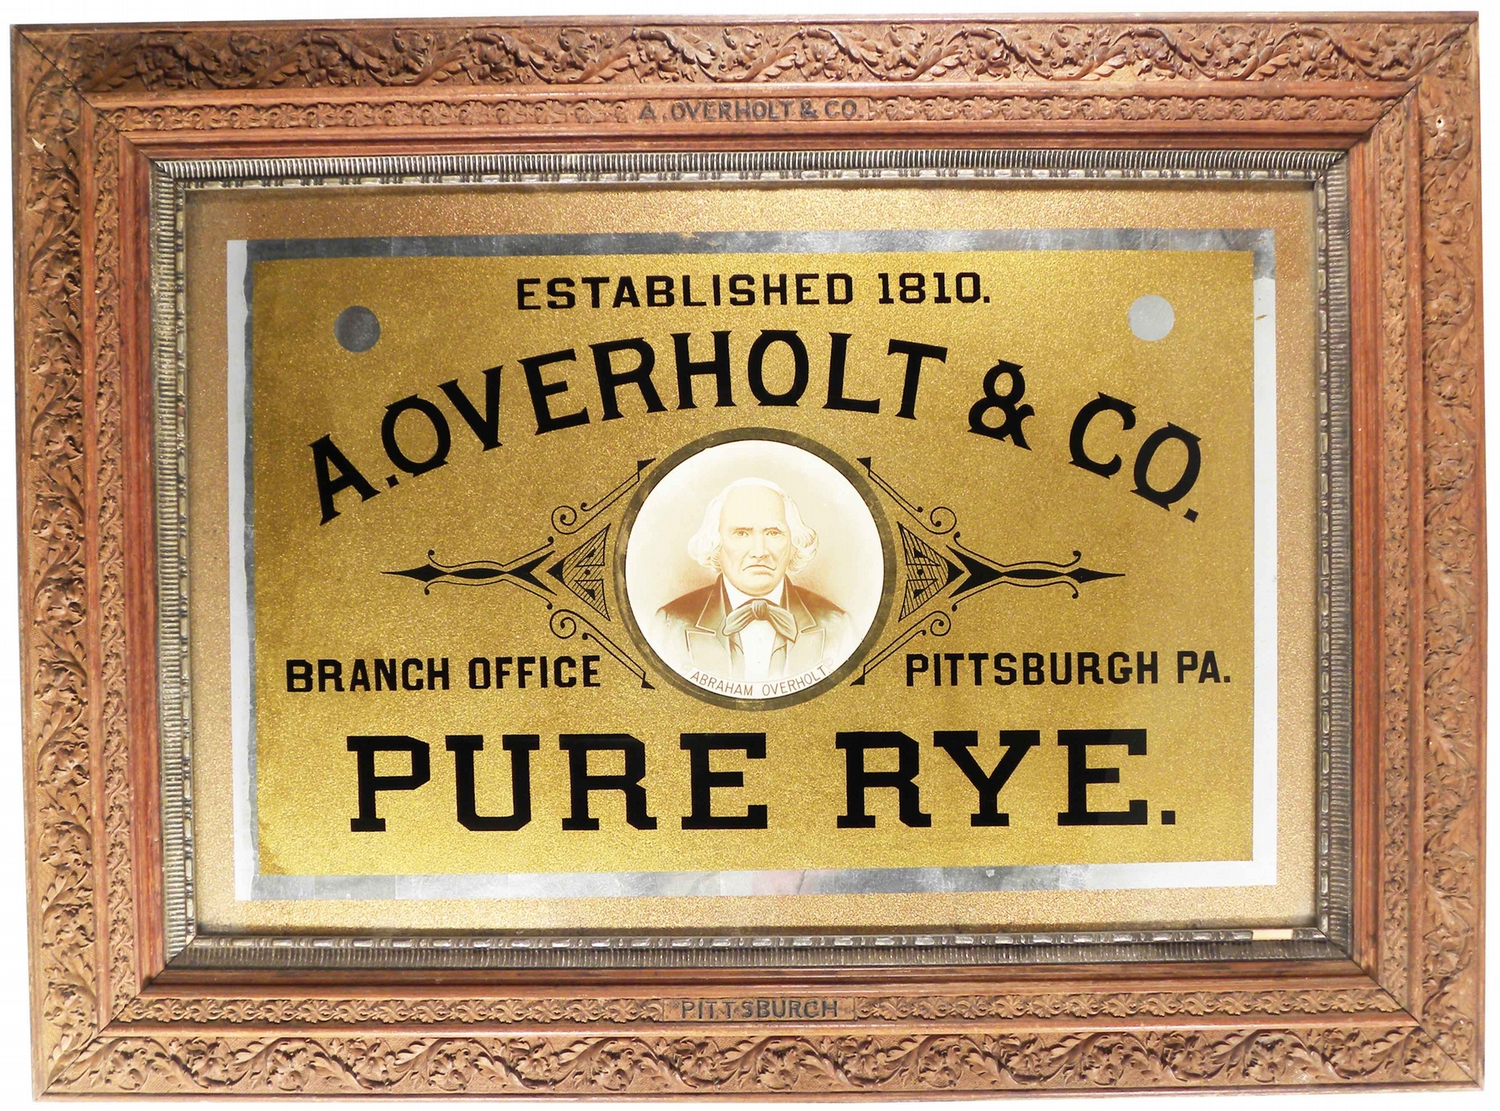 A. OVERHOLT & CO.
ESTABLISHED 1810.
A. OVERHOLT & CO.
ABRAHAM OVERHOLT
BRANCH OFFICE PITTSBURGH PA.
PURE RYE.
PITTSBURGH